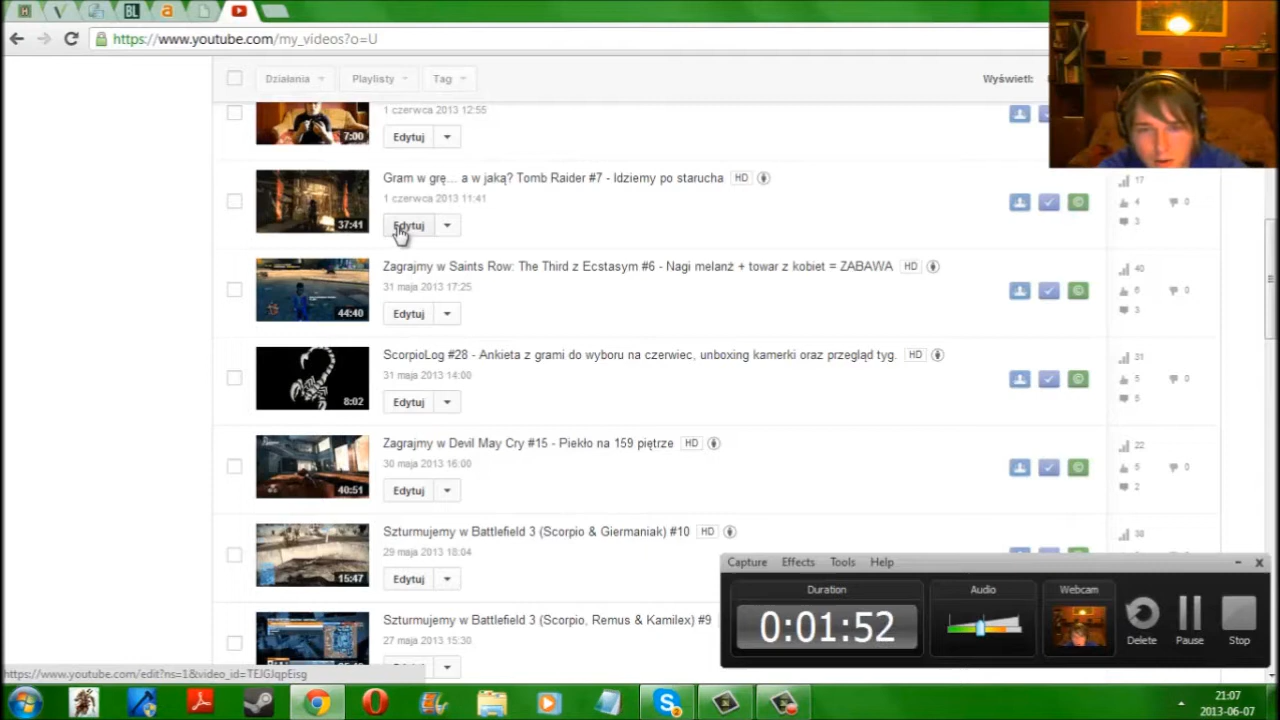 BL
a
https://www.youtube.com/my_videos?o=U
Działania
Playlisty
Tag
Wyświetl:
1 czerwca 2013 12:55
7:00
Edytuj
Gram w grę... a w jaką? Tomb Raider #7 - Idziemy po starucha HD
1 czerwca 2013 11:41
37:41
Edytuj
17
4
0
3
Zagrajmy w Saints Row: The Third z Ecstasym #6 - Nagi melanż + towar z kobiet = ZABAWA HD
31 maja 2013 17:25
44:40
Edytuj
40
6
0
3
ScorpioLog #28 - Ankieta z grami do wyboru na czerwiec, unboxing kamerki oraz przegląd tyg. HD
31 maja 2013 14:00
8:02
Edytuj
31
5
0
5
Zagrajmy w Devil May Cry #15 - Piekło na 159 piętrze HD
30 maja 2013 16:00
40:51
Edytuj
22
5
0
2
Szturmujemy w Battlefield 3 (Scorpio & Giermaniak) #10 HD
29 maja 2013 18:04
15:47
Edytuj
38
Szturmujemy w Battlefield 3 (Scorpio, Remus & Kamilex) #9
27 maja 2013 15:30
Capture Effects Tools Help
Duration
0:01:52
Audio
Webcam
Delete
Pause
Stop
https://www.youtube.com/edit?ns=1&video_id=TEJGJqpEisg
21:07
2013-06-07